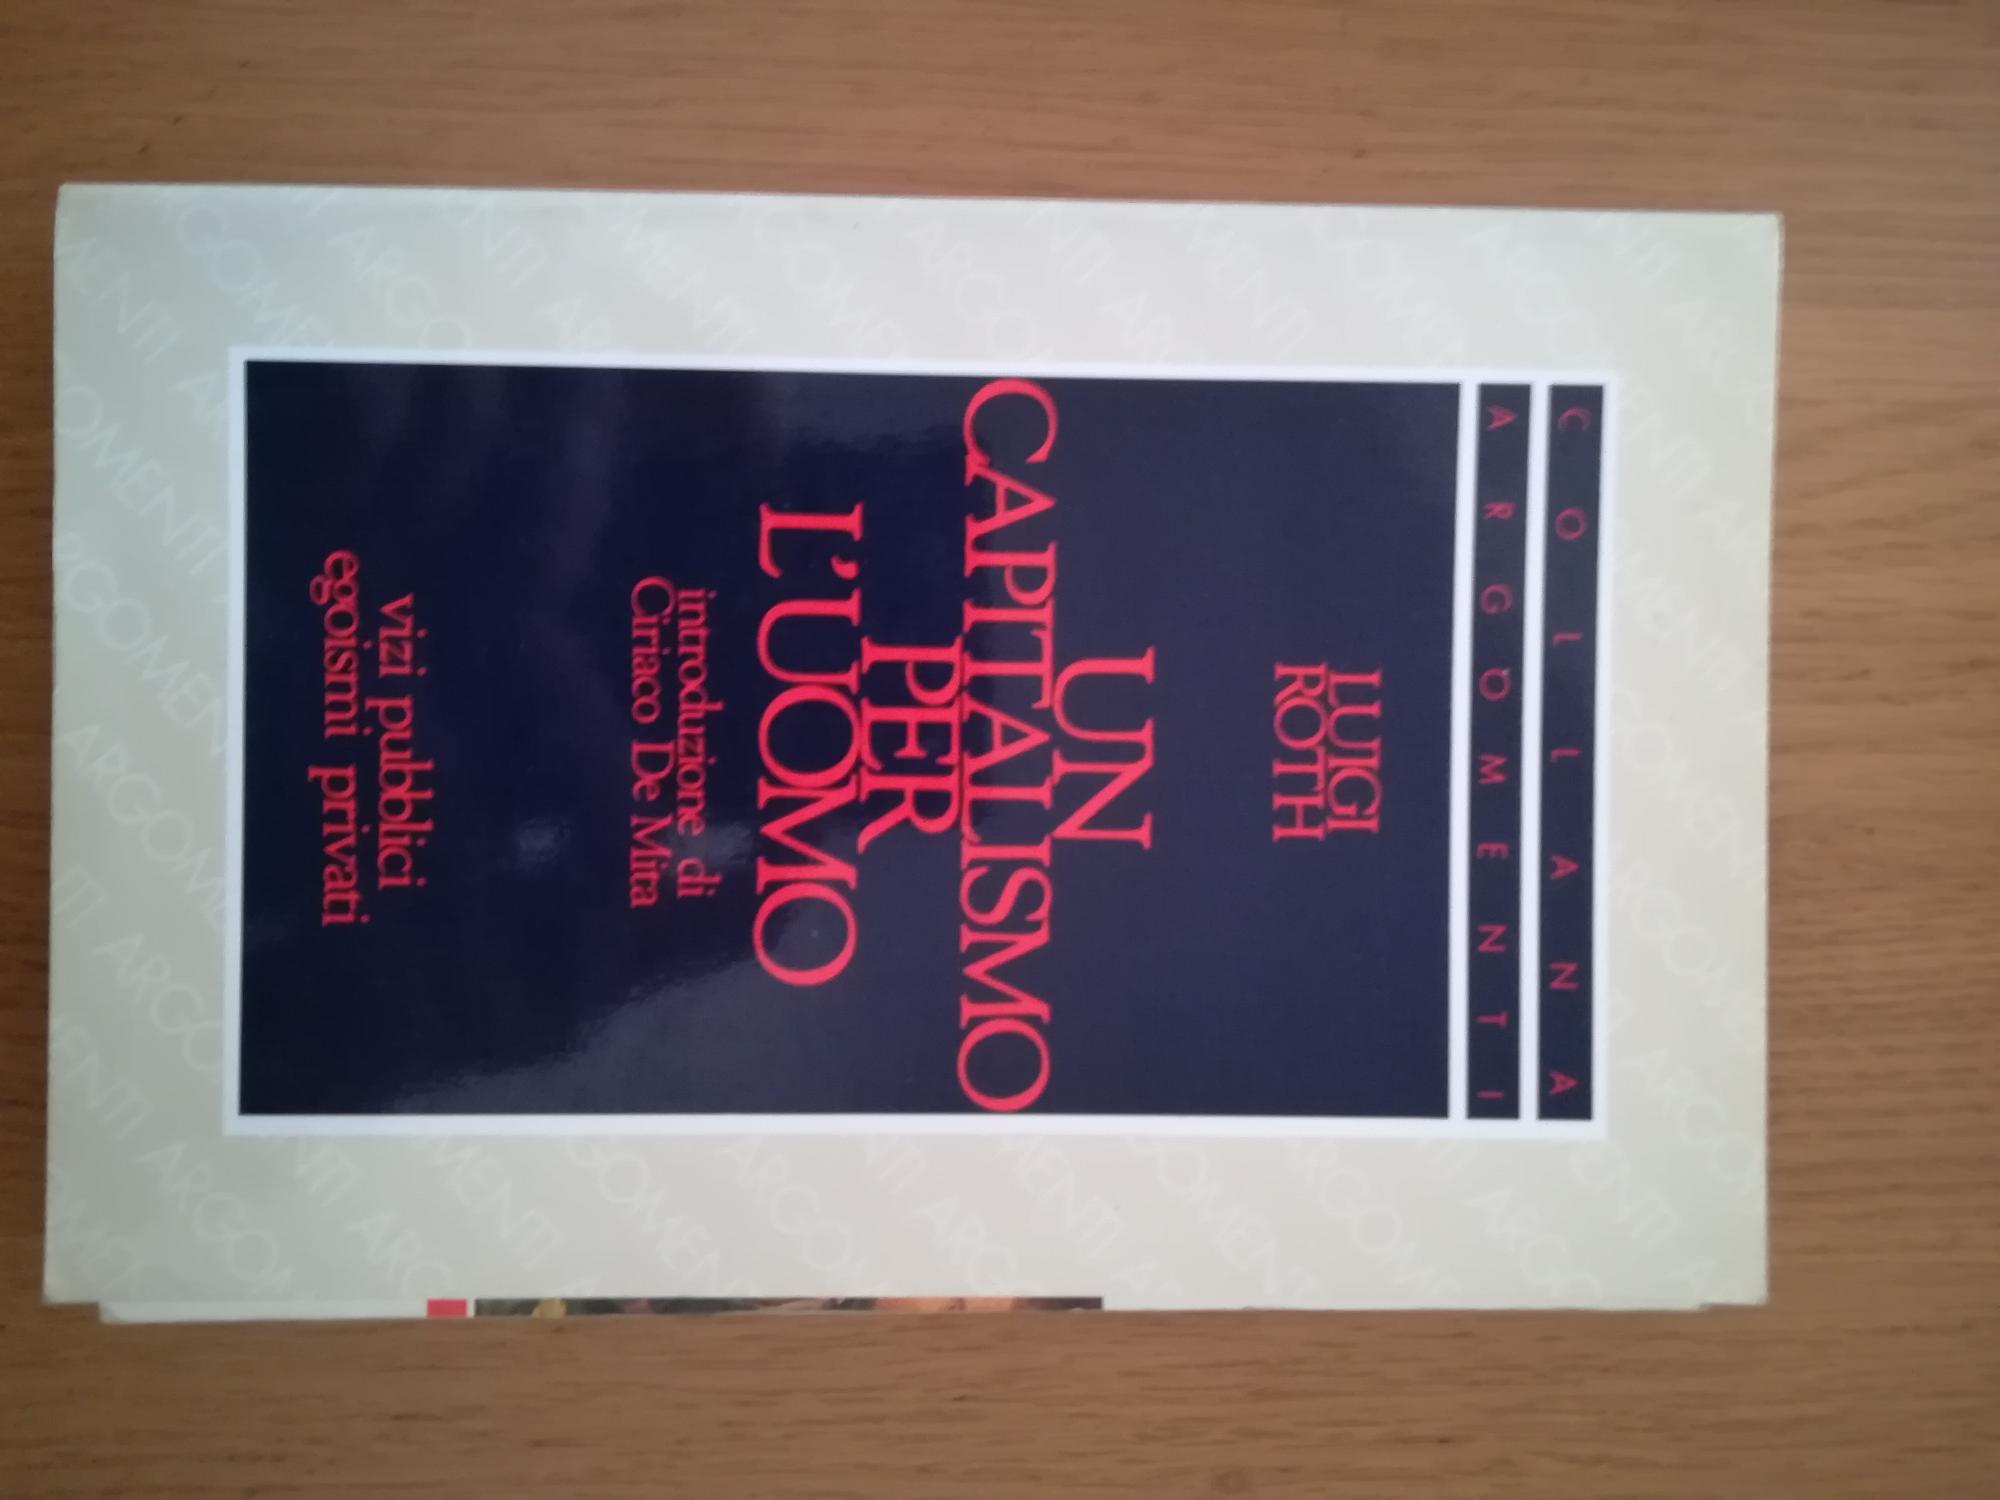 COLLANA
ARGOMENTI
LUIGI
ROTH
UN
CAPITALISMO
PER
L'UOMO
introduzione di
Ciriaco De Mita
vizi pubblici
egoismi privati